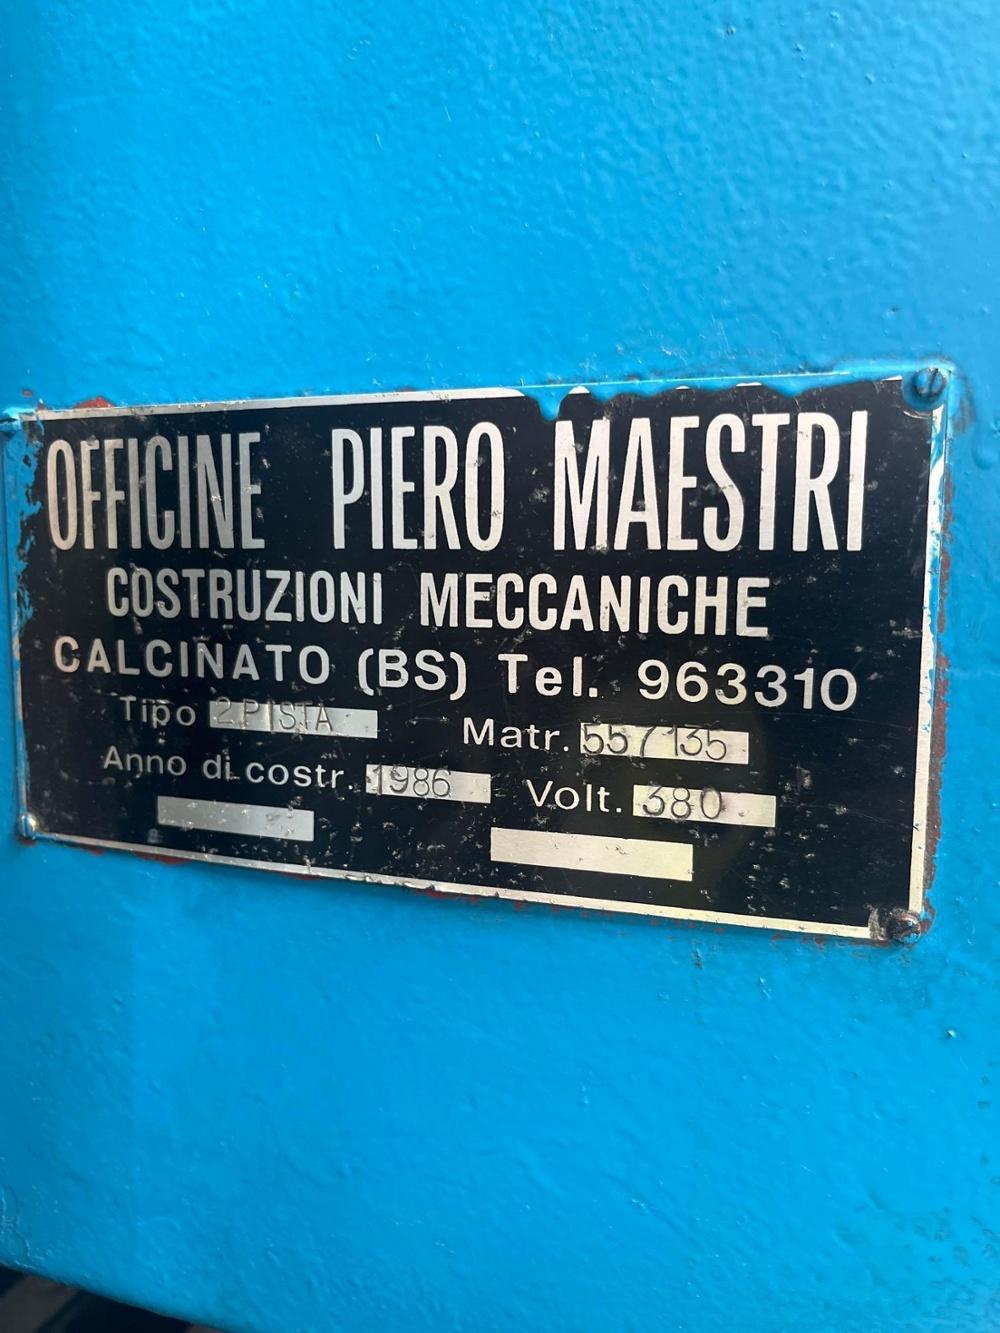 OFFICINE PIERO MAESTRI
COSTRUZIONI MECCANICHE
CALCINATO (BS) Tel. 963310
Tipo 2PISTA Matr. 557135
Anno di costr. 1986 Volt. 380